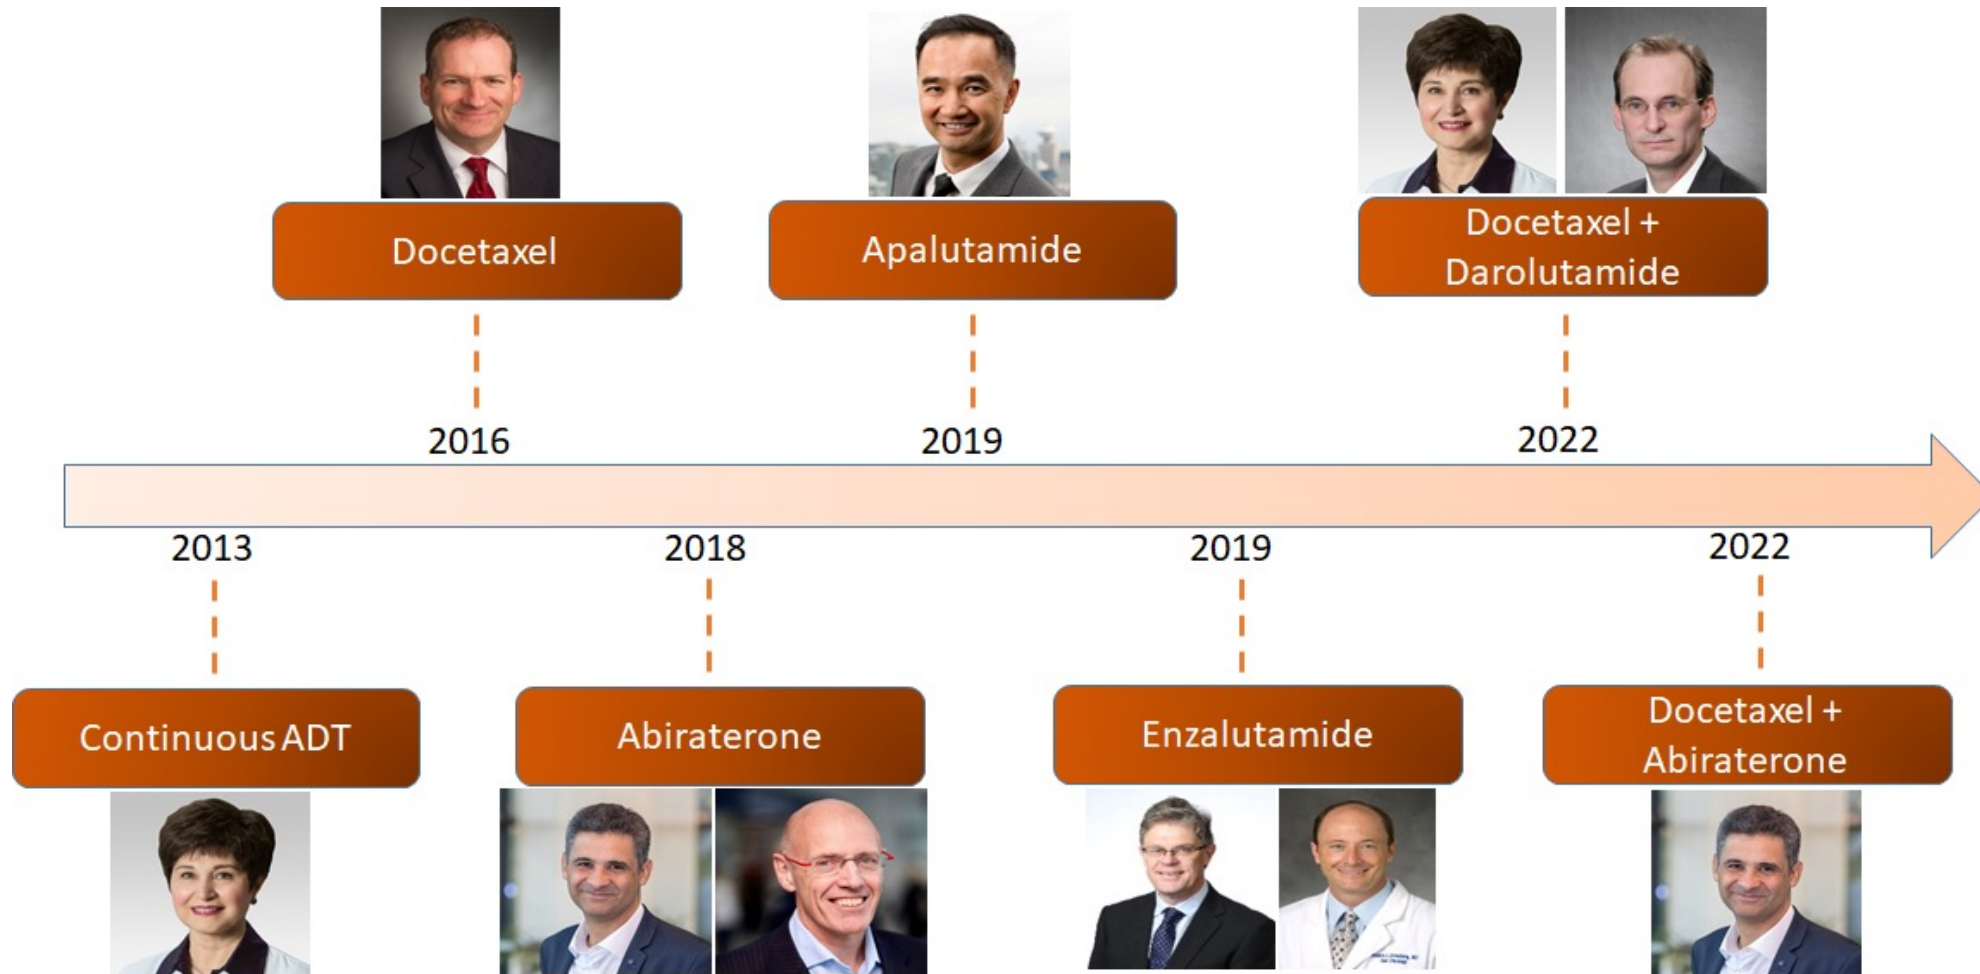 Docetaxel
Apalutamide
Docetaxel +
Darolutamide
2016
2019
2022
2013
2018
2019
2022
Continuous ADT
Abiraterone
Enzalutamide
Docetaxel +
Abiraterone